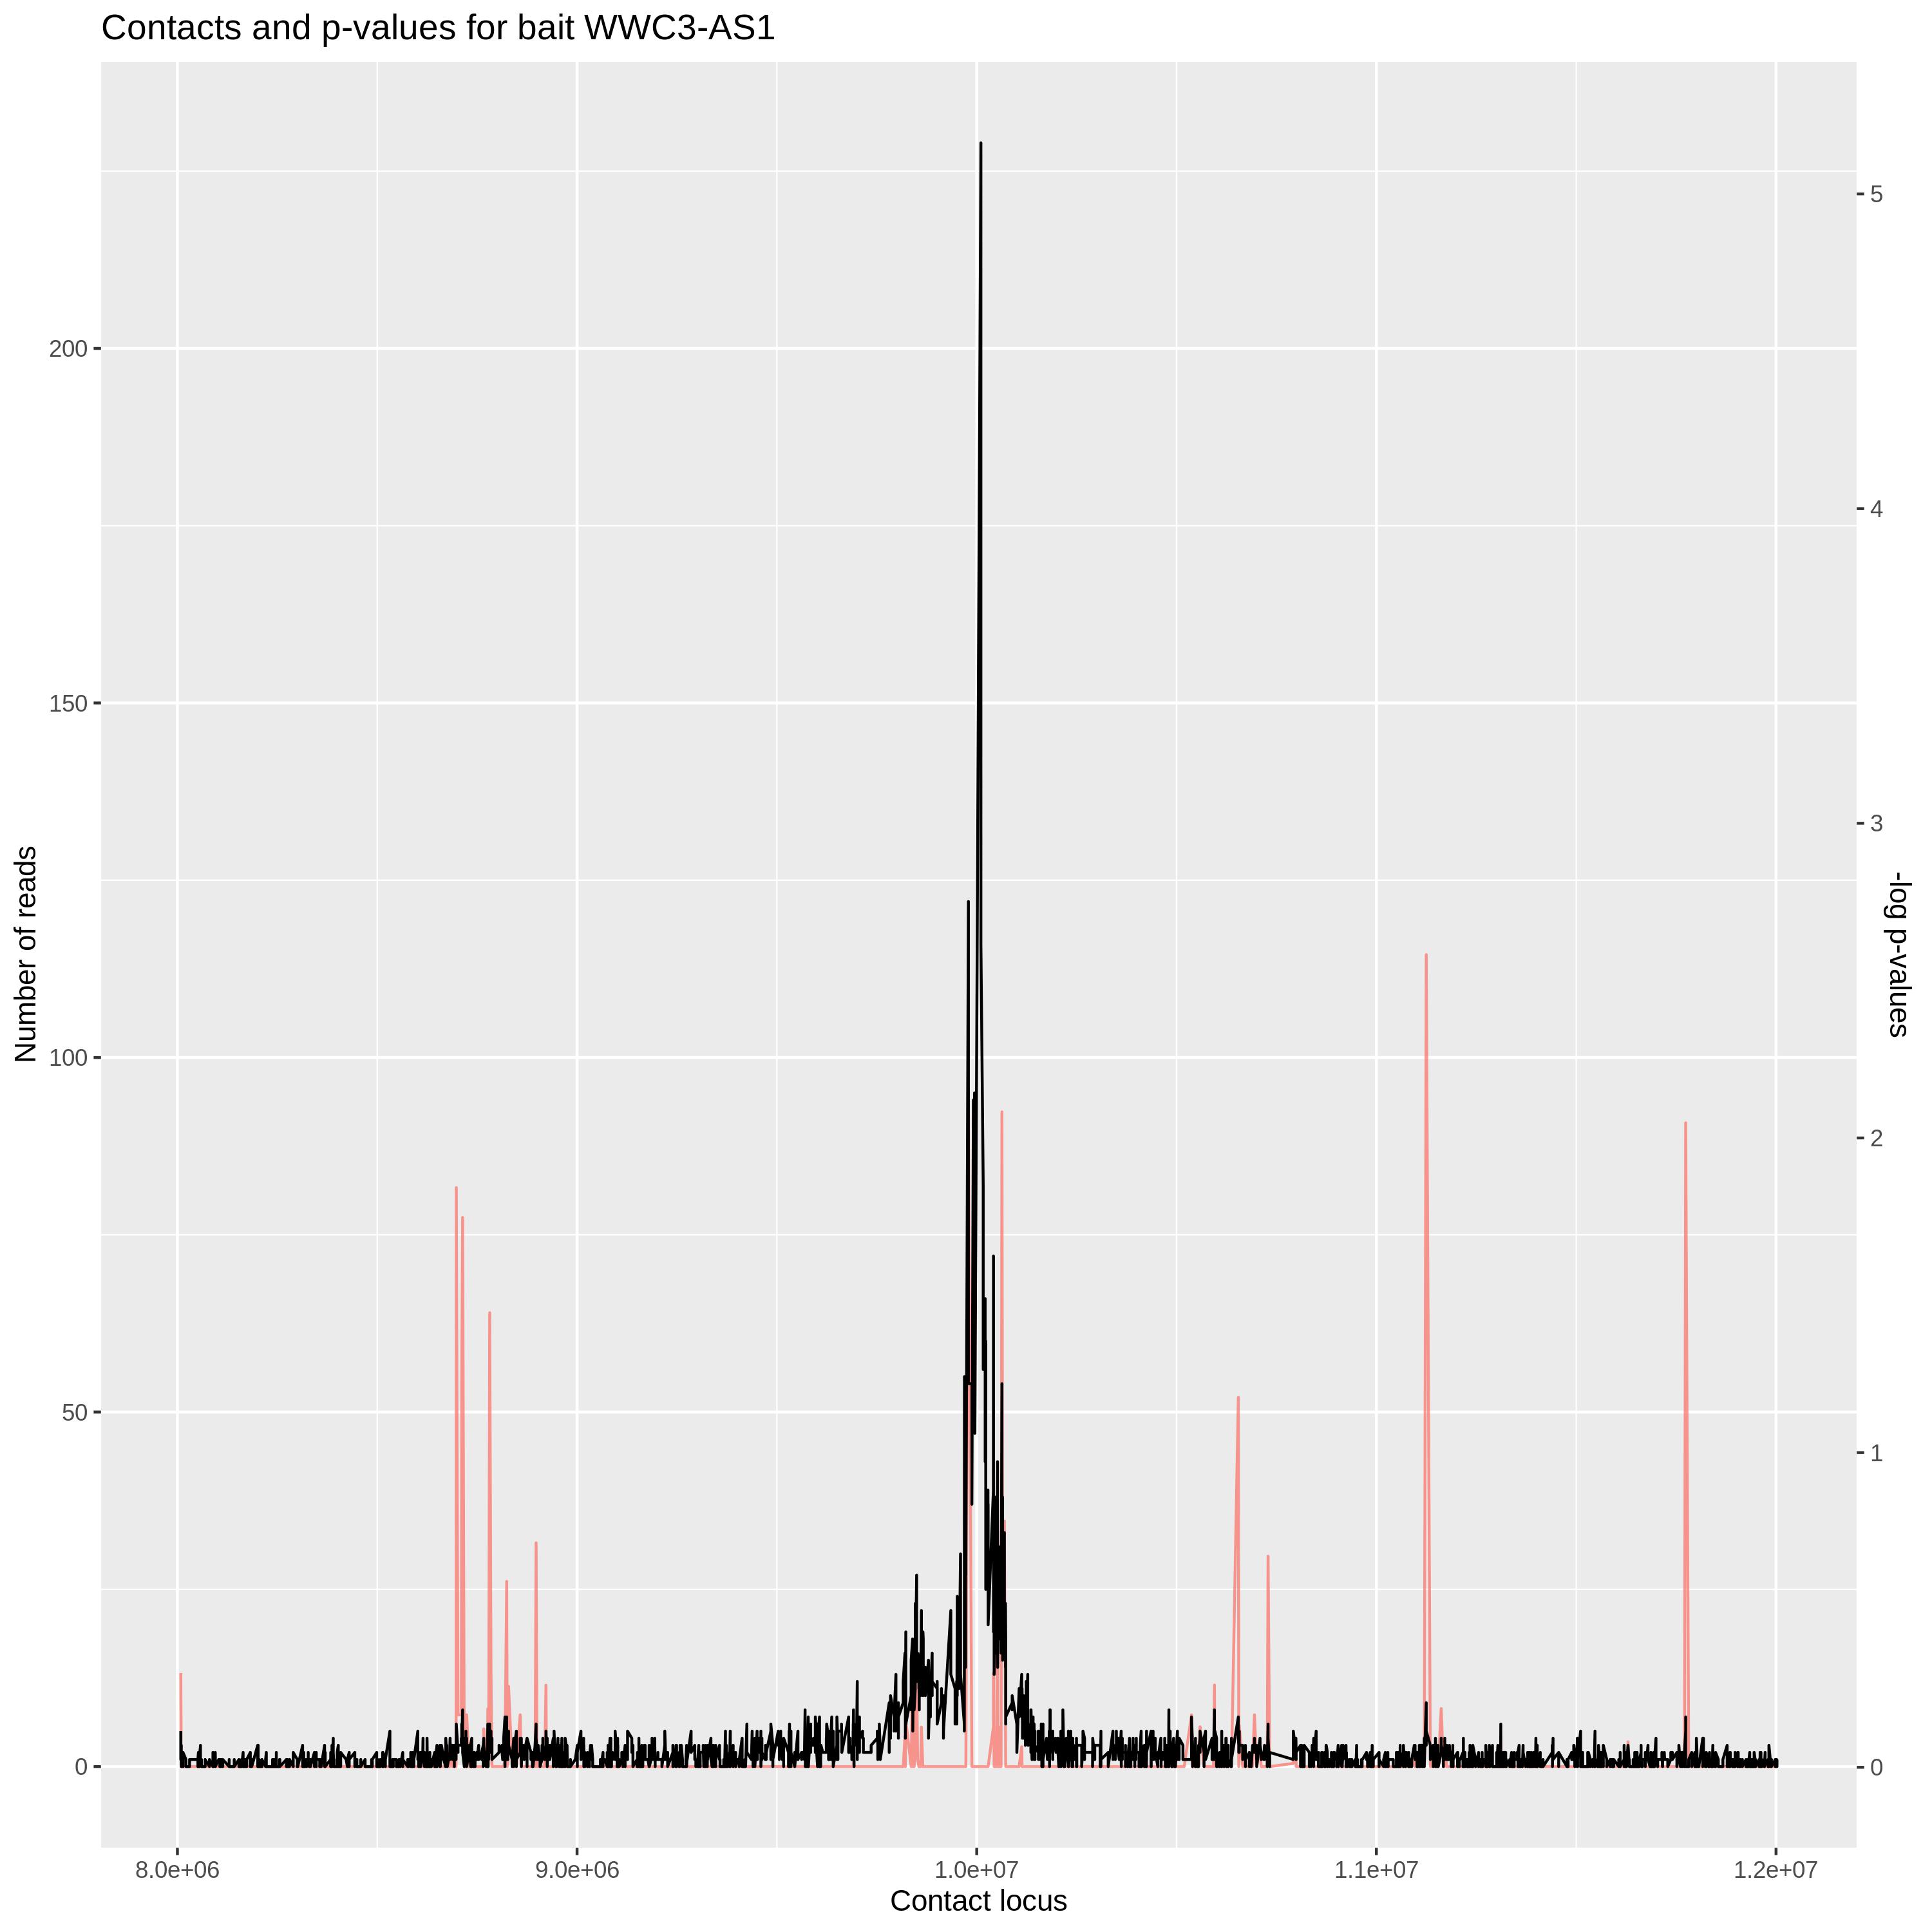 Contacts and p-values for bait WWC3-AS1
200
150
100
50
0
Number of reads
5
4
3
2
1
0
-log p-values
8.0e+06 9.0e+06 1.0e+07 1.1e+07 1.2e+07
Contact locus